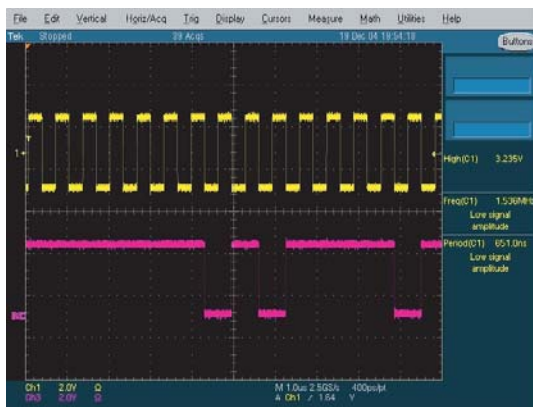 File Edit Vertical Horiz/Acq Trig Display Cursors Measure Math Utilities Help
Tek Stopped 39 Acqs 19 Dec 04 19:54:18
Buttons
1
High(C1) 3.235V
Freq(C1) 1.536MHz
Low signal
amplitude
Period(C1) 651.0ns
Low signal
amplitude
Ch1 2.0V Ω M 1.0us 2.5GS/s 400ps/pt
Ch3 2.0V Ω A Ch1 / 1.64 V